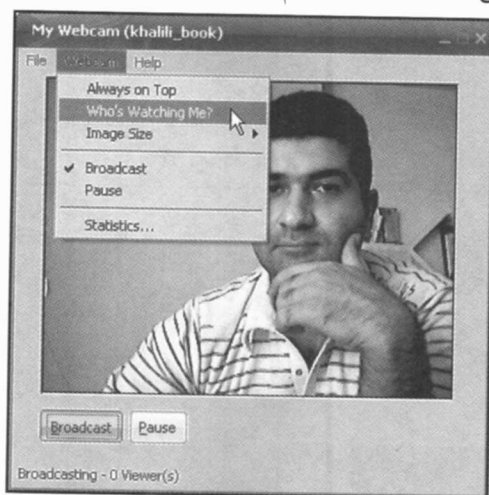 My Webcam (khalili_book)
File Webcam Help
Always on Top
Who's Watching Me?
Image Size
Broadcast
Pause
Statistics...
Broadcast Pause
Broadcasting - 0 Viewer(s)